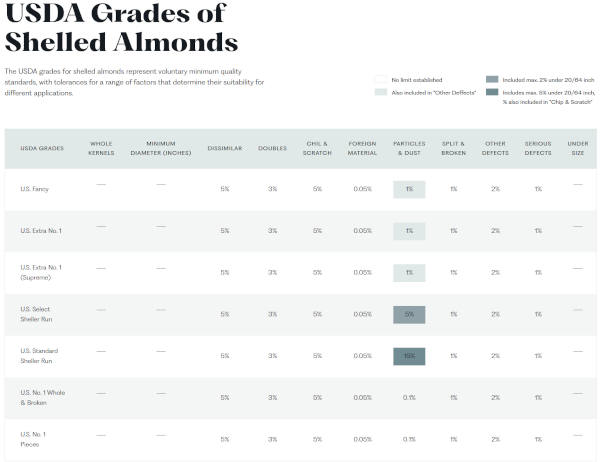 USDA Grades of
Shelled Almonds
The USDA grades for shelled almonds represent voluntary minimum quality
standards, with tolerances for a range of factors that determine their suitability for
different applications.
No limit established
Also included in "Other Deffects"
Included max. 2% under 20/64 inch
Includes max. 5% under 20/64 inch,
% also included in "Chip & Scratch"
USDA GRADES WHOLE KERNELS MINIMUM DIAMETER (INCHES) DISSIMILAR DOUBLES CHIL & SCRATCH FOREIGN MATERIAL PARTICLES & DUST SPLIT & BROKEN OTHER DEFECTS SERIOUS DEFECTS UNDER SIZE
U.S. Fancy — — 5% 3% 5% 0.05% 1% 1% 2% 1% —
U.S. Extra No. 1 — — 5% 3% 5% 0.05% 1% 1% 2% 1% —
U.S. Extra No. 1 (Supreme) — — 5% 3% 5% 0.05% 1% 1% 2% 1% —
U.S. Select Sheller Run — — 5% 3% 5% 0.05% 5% 1% 2% 1% —
U.S. Standard Sheller Run — — 5% 3% 5% 0.05% 15% 1% 2% 1% —
U.S. No. 1 Whole & Broken — — 5% 3% 5% 0.05% 0.1% 1% 2% 1% —
U.S. No. 1 Pieces — — 5% 3% 5% 0.05% 0.1% 1% 2% 1% —